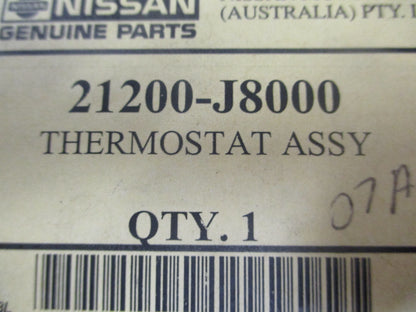 NISSAN
GENUINE PARTS
(AUSTRALIA) PTY.
21200-J8000
THERMOSTAT ASSY
07A
QTY. 1